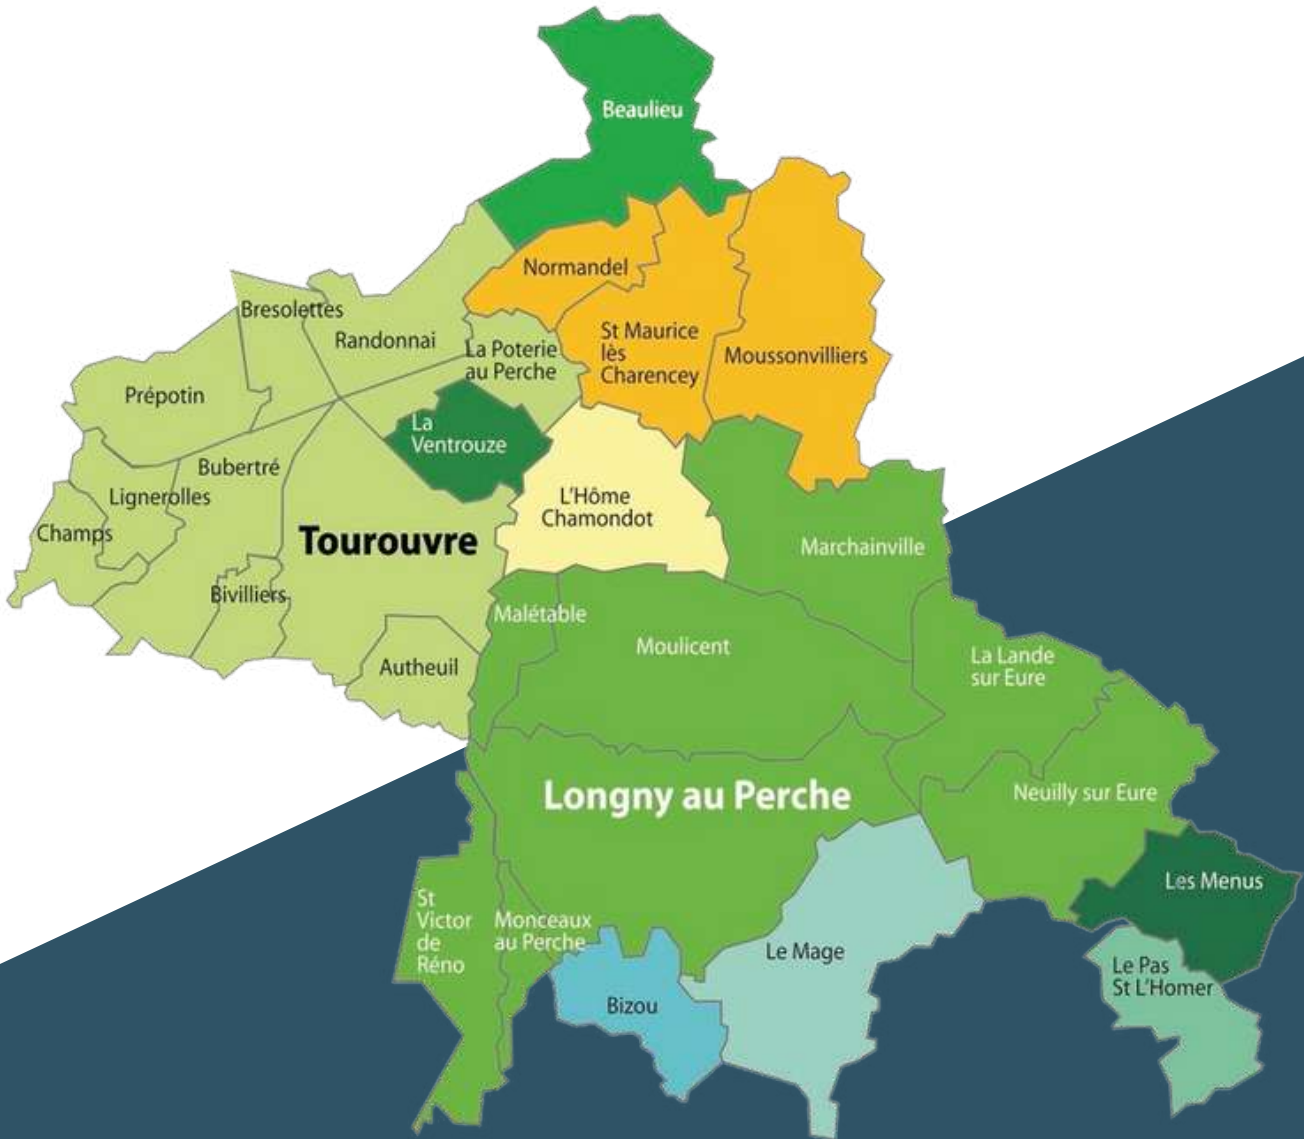 Beaulieu
Normandel
Bresolettes
Randonnai
St Maurice
lès
Charencey
La Poterie
au Perche
Moussonvilliers
Prépotin
La
Ventrouze
Bubertré
Lignerolles
L'Hôme
Chamondot
Champs
Tourouvre
Marchainville
Bivilliers
Malétable
Moulicent
Autheuil
La Lande
sur Eure
Longny au Perche
Neuilly sur Eure
Les Menus
St
Victor
de
Réno
Monceaux
au Perche
Le Mage
Le Pas
St L'Homer
Bizou